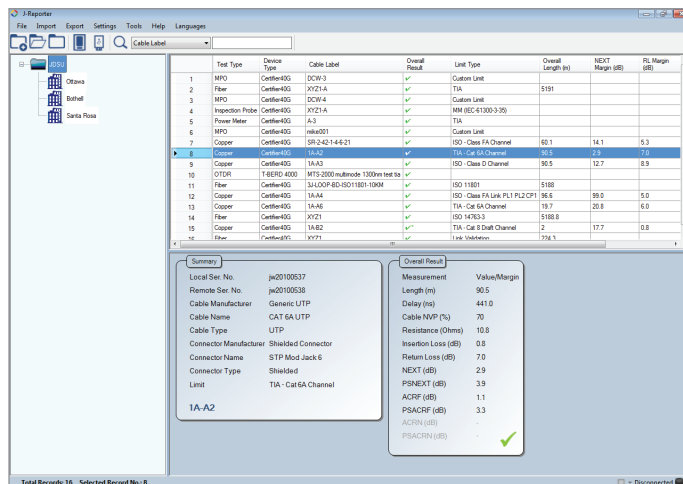 J-Reporter
File Import Export Settings Tools Help Languages
Cable Label
JDSU
Ottawa
Bothell
Santa Rosa
Test Type Device Type Cable Label Overall Result Limit Type Overall Length (m) NEXT Margin (dB) RL Margin (dB)
1 MPO Certifier40G DCW-3 ✓ Custom Limit
2 Fiber Certifier40G XYZ1-A ✓ TIA 5191
3 MPO Certifier40G DCW-4 ✓ Custom Limit
4 Inspection Probe Certifier40G XYZ1-A ✓ MM (IEC-61300-3-35)
5 Power Meter Certifier40G A-3 ✓ TIA
6 MPO Certifier40G mike001 ✓ Custom Limit
7 Copper Certifier40G SR-2-42-1-4-6-21 ✓ ISO - Class FA Channel 60.1 14.1 5.3
8 Copper Certifier40G 1A-A2 ✓ TIA - Cat 6A Channel 90.5 2.9 7.0
9 Copper Certifier40G 1A-A3 ✓ ISO - Class D Channel 90.5 12.7 8.9
10 OTDR T-BERD 4000 MTS-2000 multimode 1300nm test tia ✓
11 Fiber Certifier40G 3J-LOOP-BD-ISO11801-10KM ✓ ISO 11801 5188
12 Copper Certifier40G 1A-A4 ✓ ISO - Class FA Link PL1 PL2 CP1 96.6 99.0 5.0
13 Copper Certifier40G 1A-A6 ✓ TIA - Cat 6A Channel 19.7 20.8 6.0
14 Fiber Certifier40G XYZ1 ✓ ISO 14763-3 5188.8
15 Copper Certifier40G 1A-B2 ✓* TIA - Cat 8 Draft Channel 2 17.7 0.8
16 Fiber Certifier40G XYZ1 ✓ Link Validation 224.3
Summary
Local Ser. No. jw20100537
Remote Ser. No. jw20100538
Cable Manufacturer Generic UTP
Cable Name CAT 6A UTP
Cable Type UTP
Connector Manufacturer Shielded Connector
Connector Name STP Mod Jack 6
Connector Type Shielded
Limit TIA - Cat 6A Channel
1A-A2
Overall Result
Measurement Value/Margin
Length (m) 90.5
Delay (ns) 441.0
Cable NVP (%) 70
Resistance (Ohms) 10.8
Insertion Loss (dB) 0.8
Return Loss (dB) 7.0
NEXT (dB) 2.9
PSNEXT (dB) 3.9
ACRF (dB) 1.1
PSACRF (dB) 3.3
ACRN (dB) -
PSACRN (dB) -
Total Records: 16 Selected Record No.: 8 Disconnected